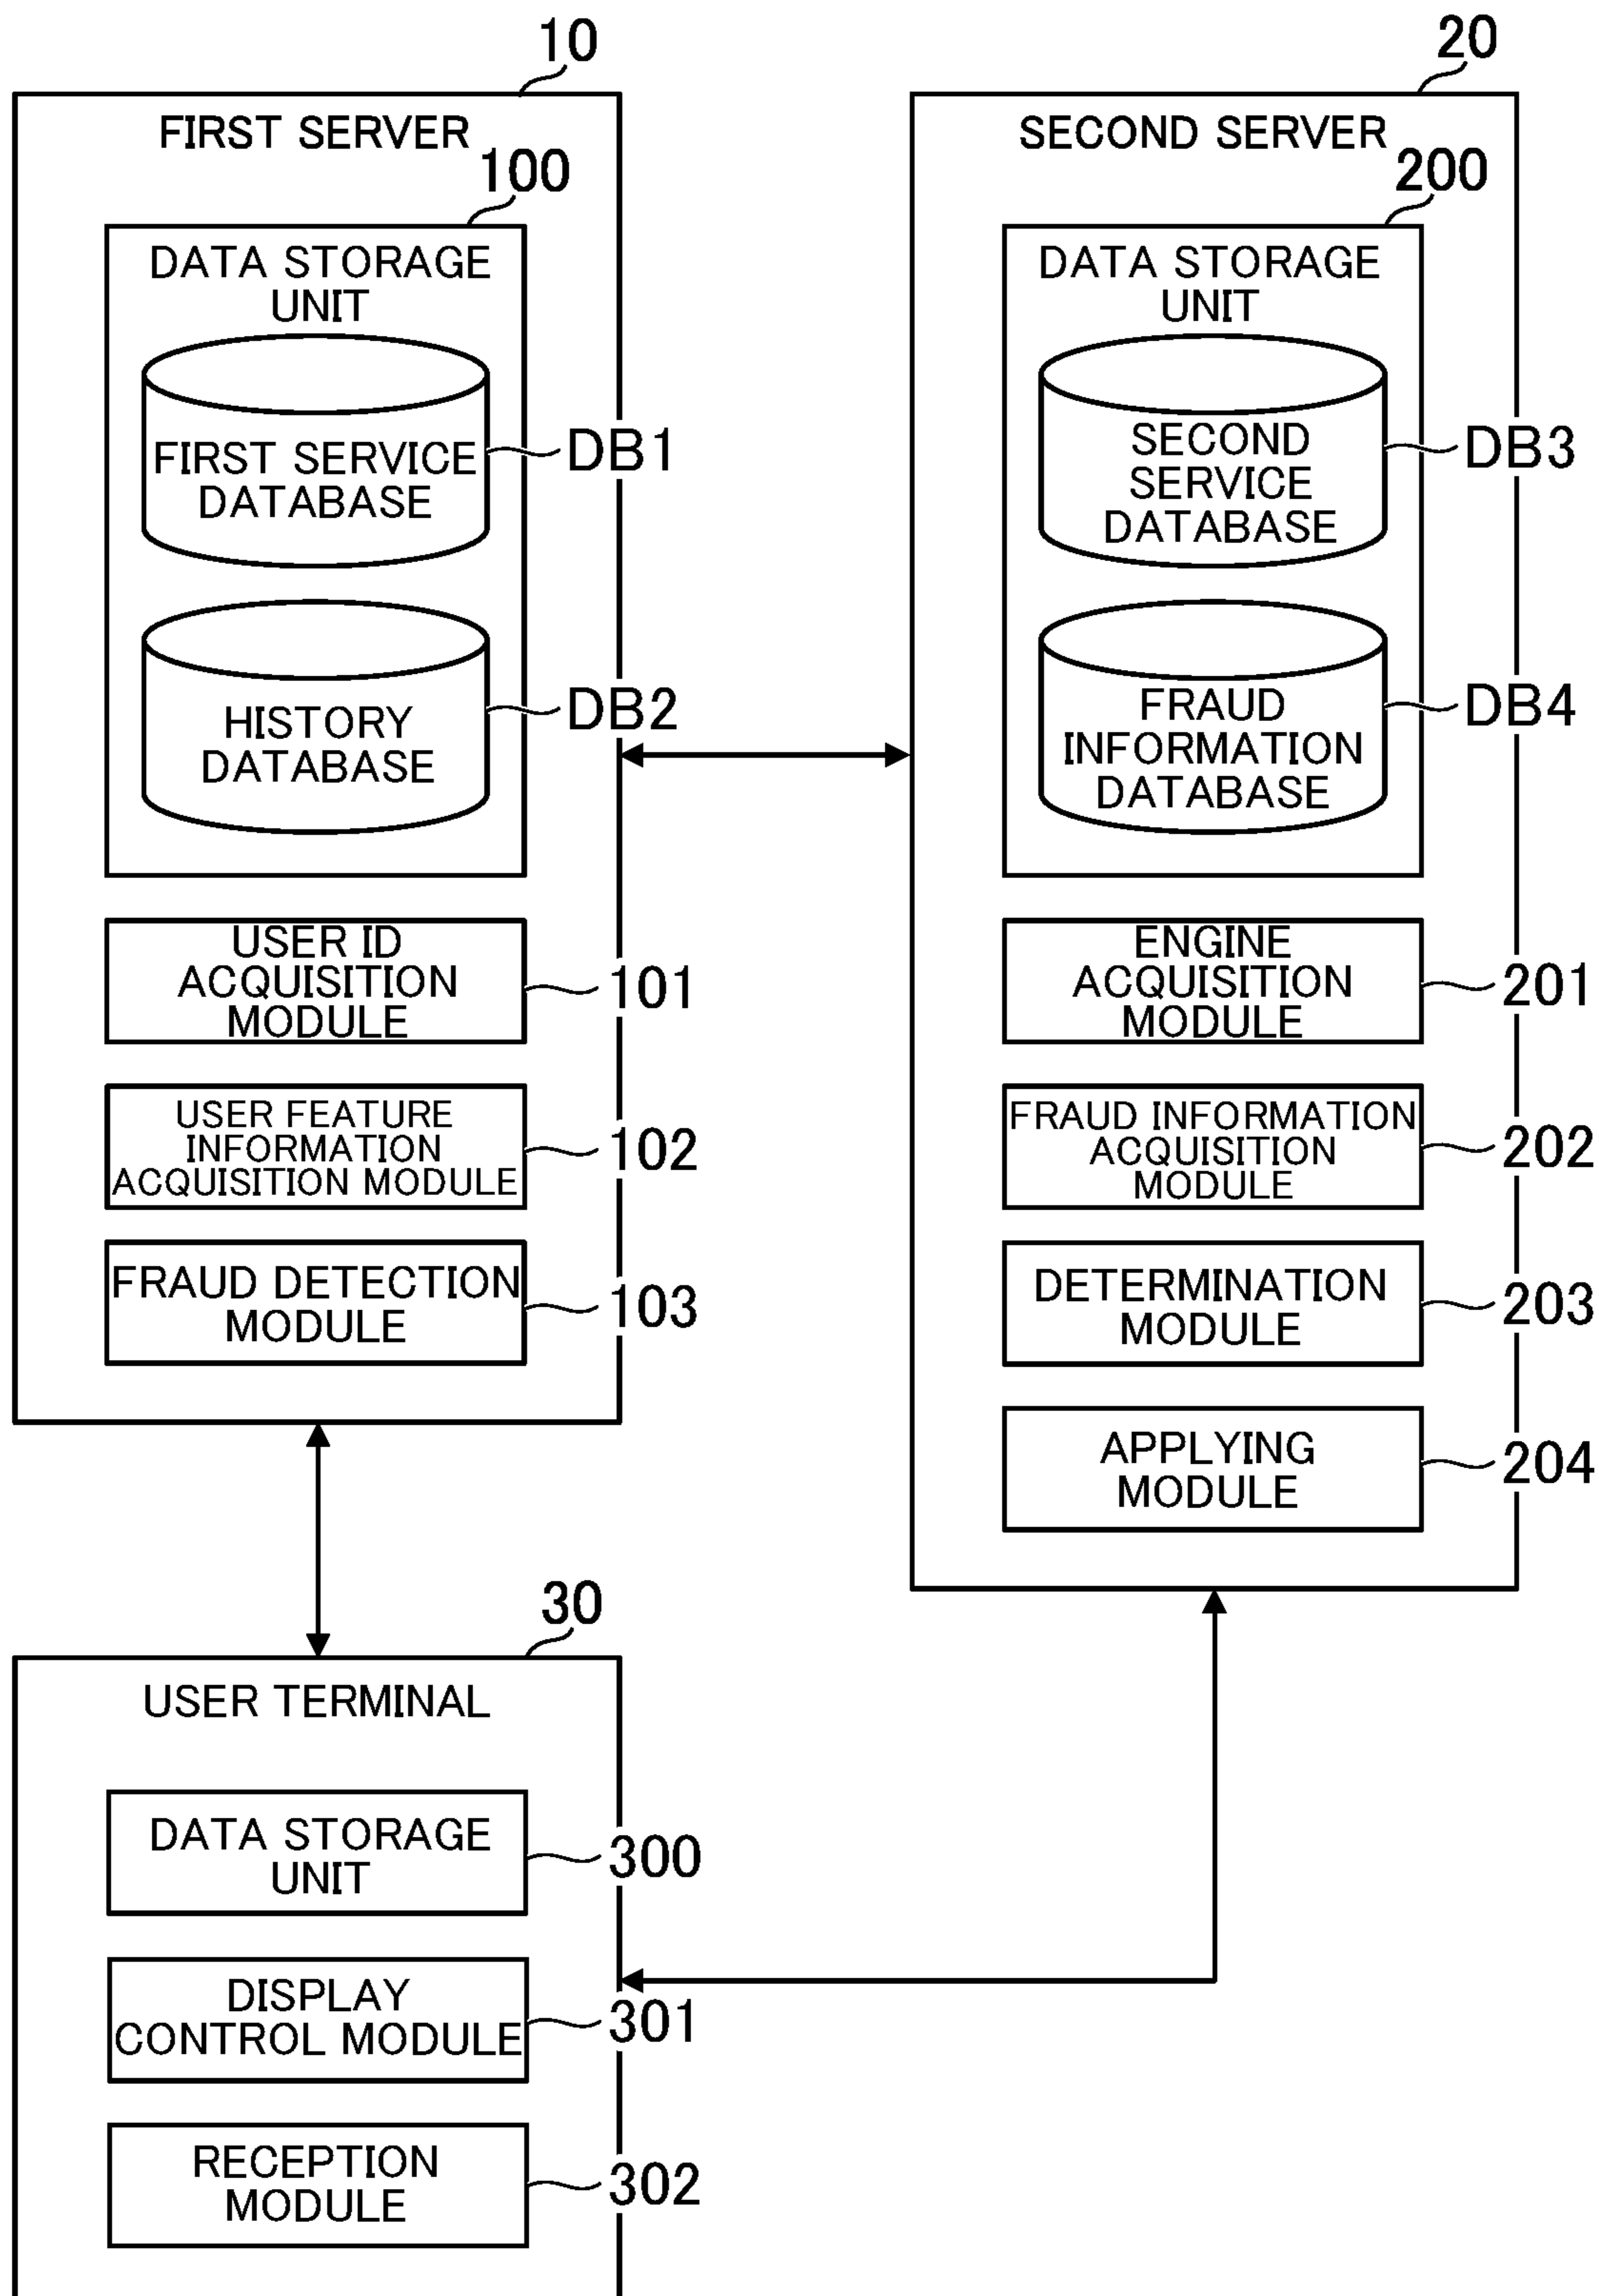 10
FIRST SERVER
100
DATA STORAGE
UNIT
FIRST SERVICE
DATABASE
DB1
HISTORY
DATABASE
DB2
USER ID
ACQUISITION
MODULE
101
USER FEATURE
INFORMATION
ACQUISITION MODULE
102
FRAUD DETECTION
MODULE
103
20
SECOND SERVER
200
DATA STORAGE
UNIT
SECOND
SERVICE
DATABASE
DB3
FRAUD
INFORMATION
DATABASE
DB4
ENGINE
ACQUISITION
MODULE
201
FRAUD INFORMATION
ACQUISITION
MODULE
202
DETERMINATION
MODULE
203
APPLYING
MODULE
204
30
USER TERMINAL
DATA STORAGE
UNIT
300
DISPLAY
CONTROL MODULE
301
RECEPTION
MODULE
302